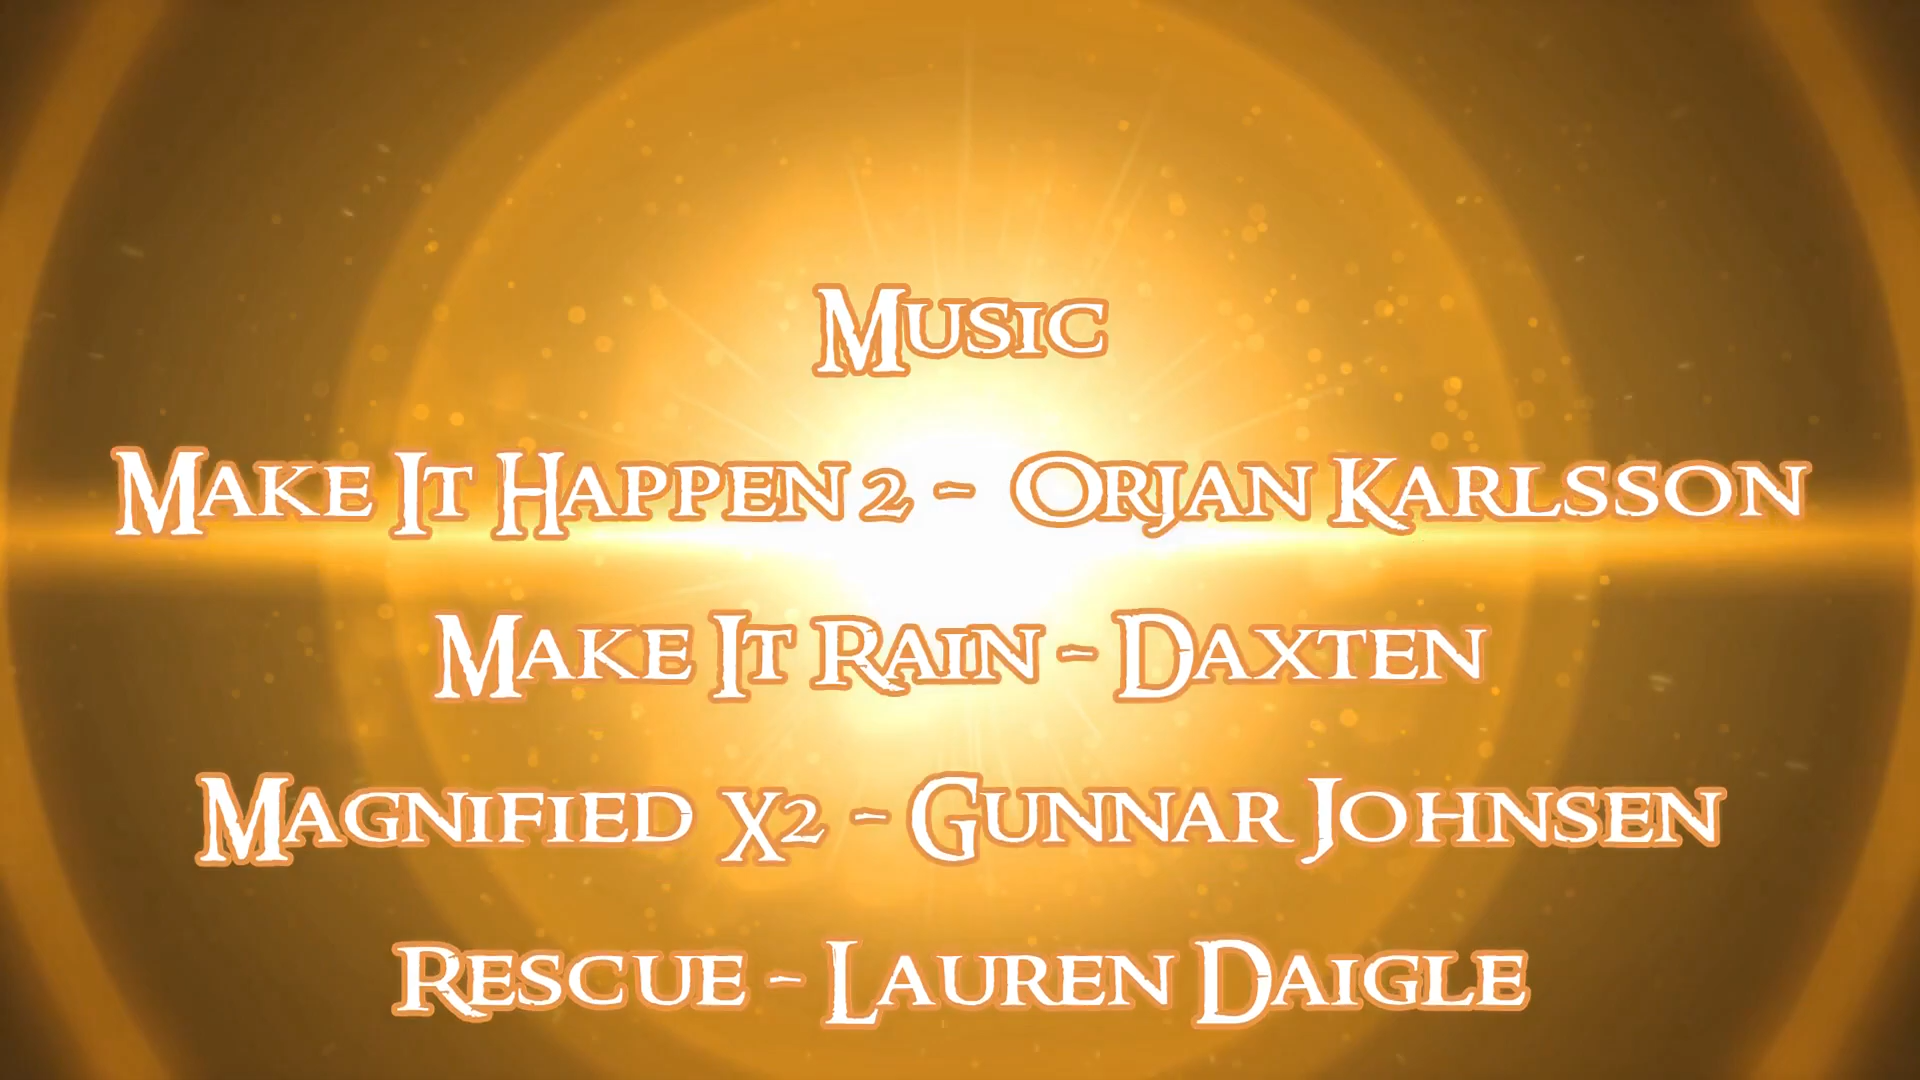 Music
Make It Happen 2 - Orjan Karlsson
Make It Rain - Daxten
Magnified X2 - Gunnar Johnsen
Rescue - Lauren Daigle